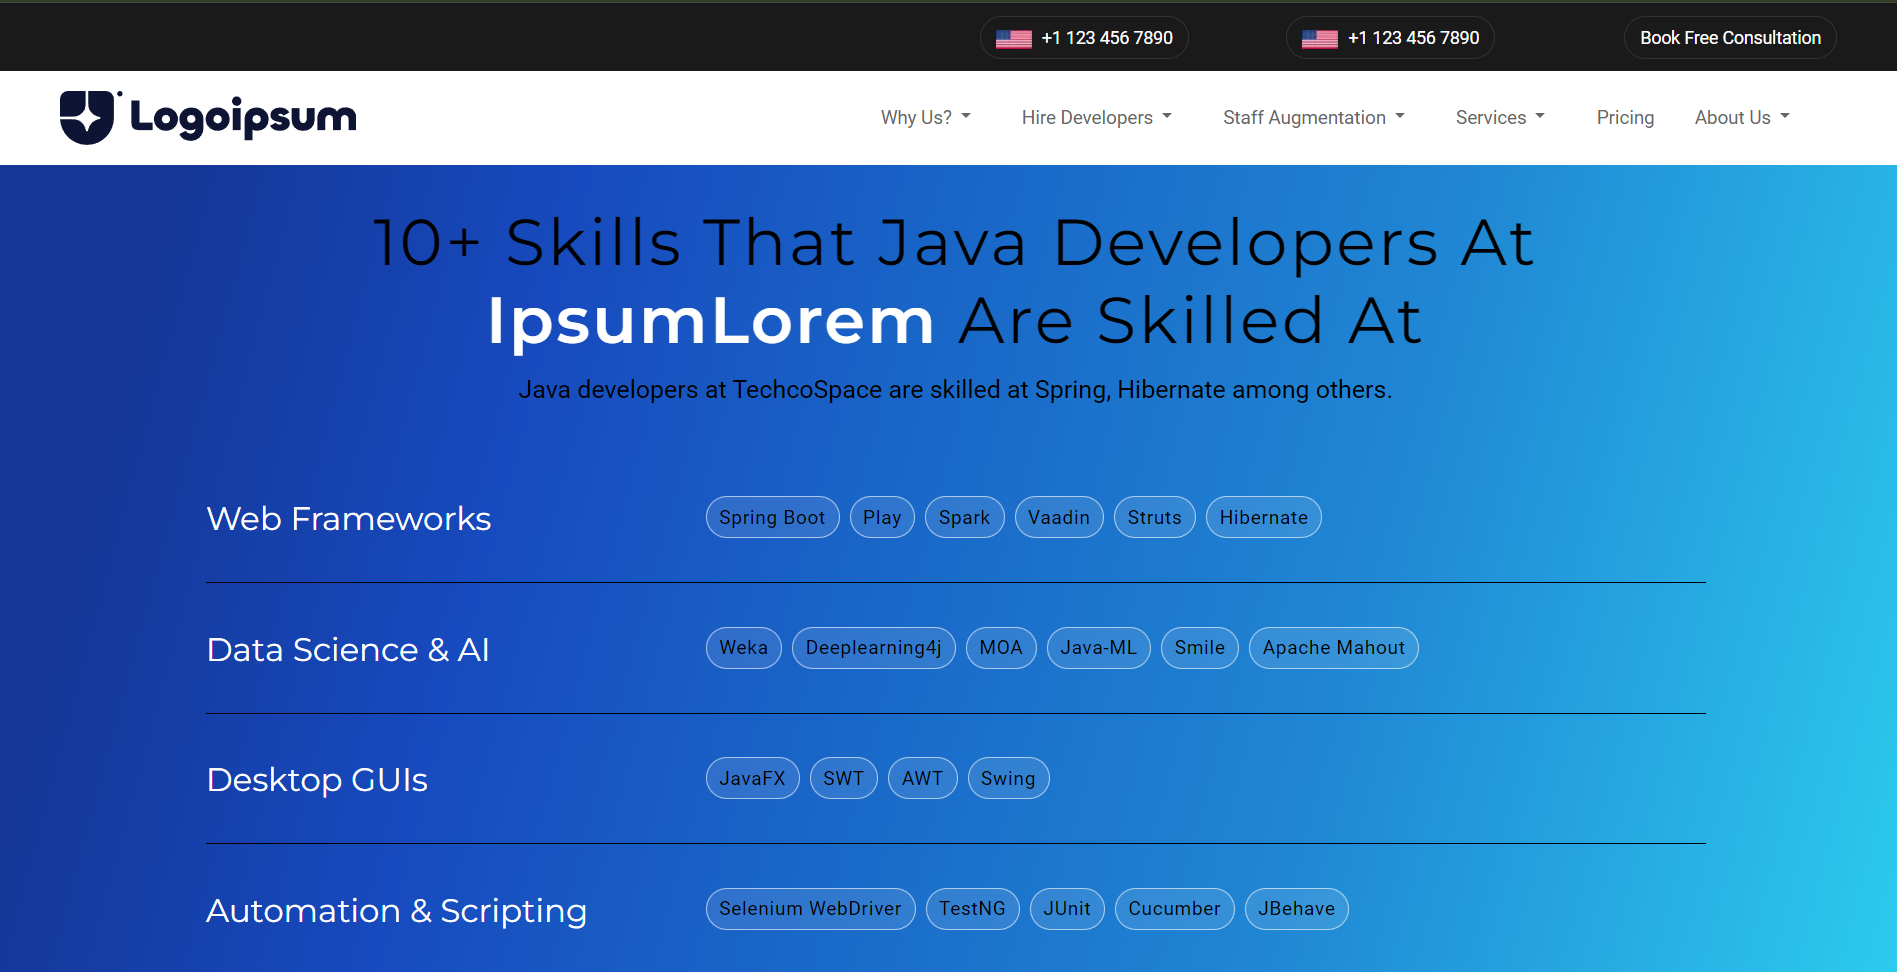 +1 123 456 7890
+1 123 456 7890
Book Free Consultation
Logoipsum
Why Us?
Hire Developers
Staff Augmentation
Services
Pricing
About Us
10+ Skills That Java Developers At
IpsumLorem Are Skilled At
Java developers at TechcoSpace are skilled at Spring, Hibernate among others.
Web Frameworks
Spring Boot
Play
Spark
Vaadin
Struts
Hibernate
Data Science & AI
Weka
Deeplearning4j
MOA
Java-ML
Smile
Apache Mahout
Desktop GUIs
JavaFX
SWT
AWT
Swing
Automation & Scripting
Selenium WebDriver
TestNG
JUnit
Cucumber
JBehave